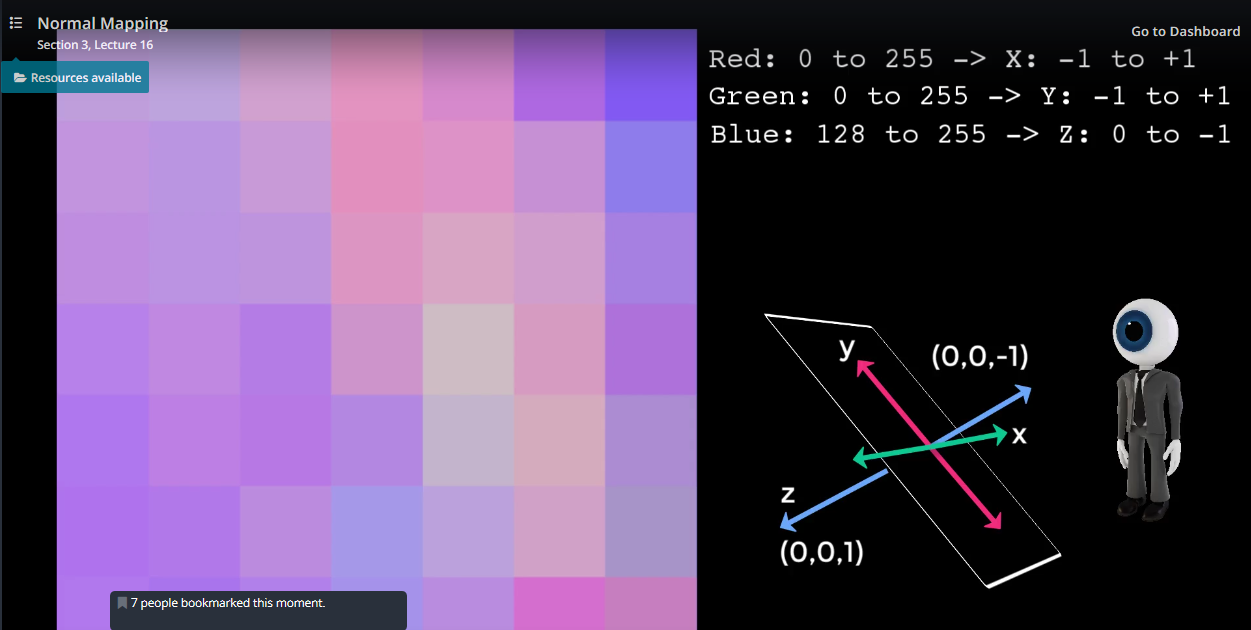 Normal Mapping
Section 3, Lecture 16
Go to Dashboard
Resources available
Red: 0 to 255 -> X: -1 to +1
Green: 0 to 255 -> Y: -1 to +1
Blue: 128 to 255 -> Z: 0 to -1
y
(0,0,-1)
x
z
(0,0,1)
7 people bookmarked this moment.